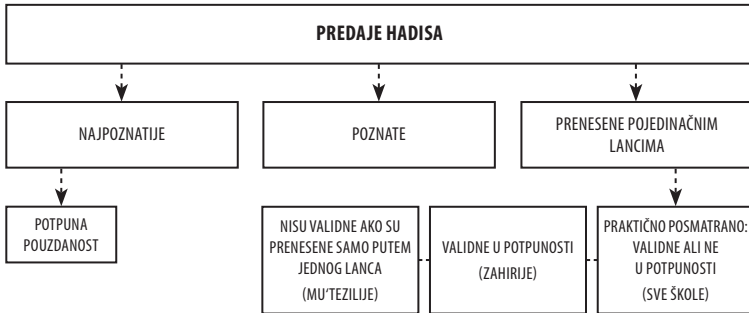 PREDAJE HADISA
NAJPOZNATIJE
POZNATE
PRENESENE POJEDINAČNIM
LANCIMA
POTPUNA
POUZDANOST
NISU VALIDNE AKO SU
PRENESENE SAMO PUTEM
JEDNOG LANCA
(MU‘TEZILIJE)
VALIDNE U POTPUNOSTI
(ZAHIRIJE)
PRAKTIČNO POSMATRANO:
VALIDNE ALI NE
U POTPUNOSTI
(SVE ŠKOLE)